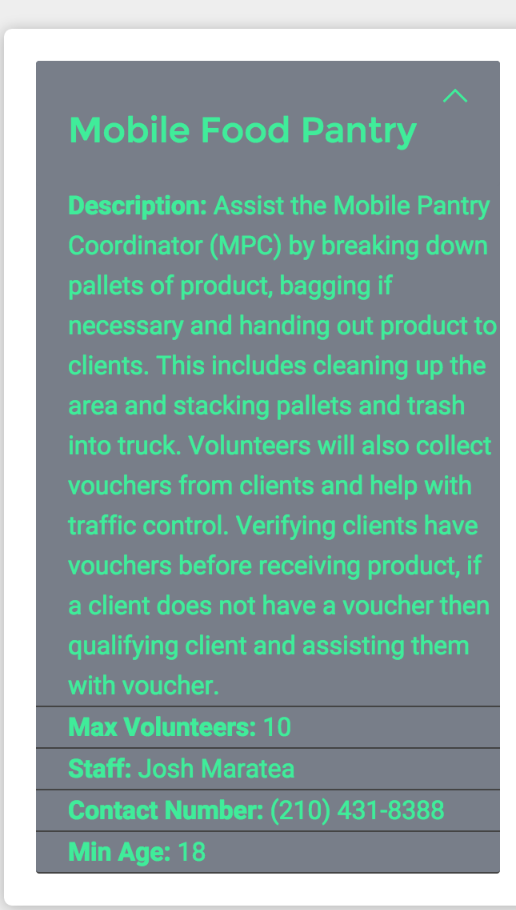 Mobile Food Pantry
Description: Assist the Mobile Pantry
Coordinator (MPC) by breaking down
pallets of product, bagging if
necessary and handing out product to
clients. This includes cleaning up the
area and stacking pallets and trash
into truck. Volunteers will also collect
vouchers from clients and help with
traffic control. Verifying clients have
vouchers before receiving product, if
a client does not have a voucher then
qualifying client and assisting them
with voucher.
Max Volunteers: 10
Staff: Josh Maratea
Contact Number: (210) 431-8388
Min Age: 18